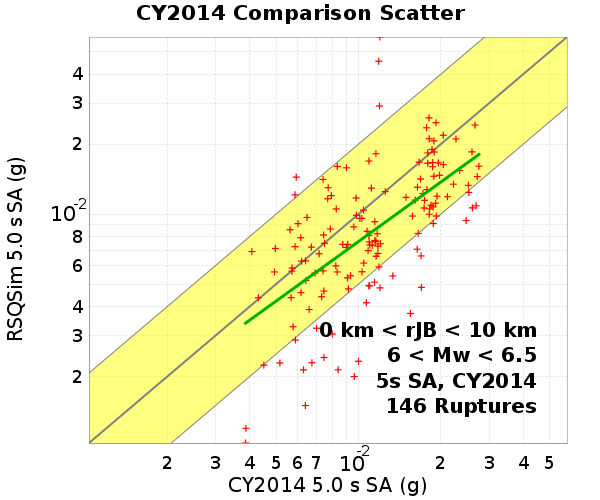 CY2014 Comparison Scatter
RSQSim 5.0 s SA (g)
4
3
2
10-2
8
6
4
3
2
0 km < rJB < 10 km
6 < Mw < 6.5
5s SA, CY2014
146 Ruptures
2 3 4 5 6 7 10-2 2 3 4 5
CY2014 5.0 s SA (g)